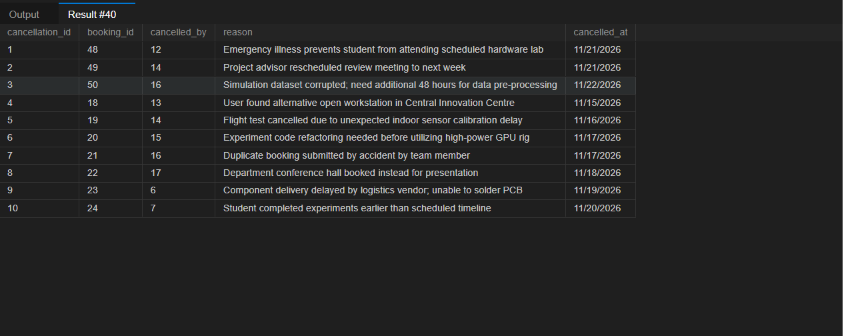 Output Result #40
cancellation_id booking_id cancelled_by reason cancelled_at
1 48 12 Emergency illness prevents student from attending scheduled hardware lab 11/21/2026
2 49 14 Project advisor rescheduled review meeting to next week 11/21/2026
3 50 16 Simulation dataset corrupted; need additional 48 hours for data pre-processing 11/22/2026
4 18 13 User found alternative open workstation in Central Innovation Centre 11/15/2026
5 19 14 Flight test cancelled due to unexpected indoor sensor calibration delay 11/16/2026
6 20 15 Experiment code refactoring needed before utilizing high-power GPU rig 11/17/2026
7 21 16 Duplicate booking submitted by accident by team member 11/17/2026
8 22 17 Department conference hall booked instead for presentation 11/18/2026
9 23 6 Component delivery delayed by logistics vendor; unable to solder PCB 11/19/2026
10 24 7 Student completed experiments earlier than scheduled timeline 11/20/2026